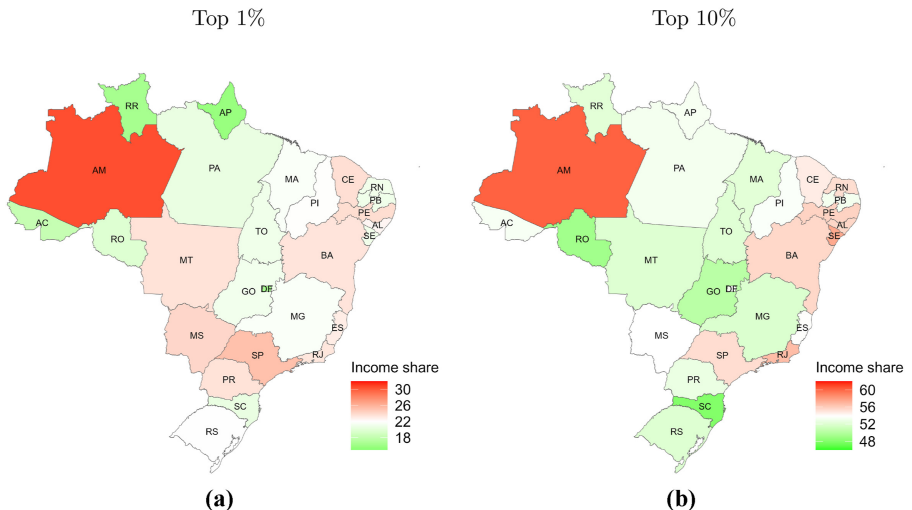 Top 1%
RR
AP
AM
PA
MA
CE
RN
PB
PI
PE
AL
SE
AC
RO
TO
BA
MT
GO
DF
MG
ES
MS
SP
RJ
PR
SC
RS
Income share
30
26
22
18
(a)
Top 10%
RR
AP
AM
PA
MA
CE
RN
PB
PI
PE
AL
SE
AC
RO
TO
BA
MT
GO
DF
MG
ES
MS
SP
RJ
PR
SC
RS
Income share
60
56
52
48
(b)